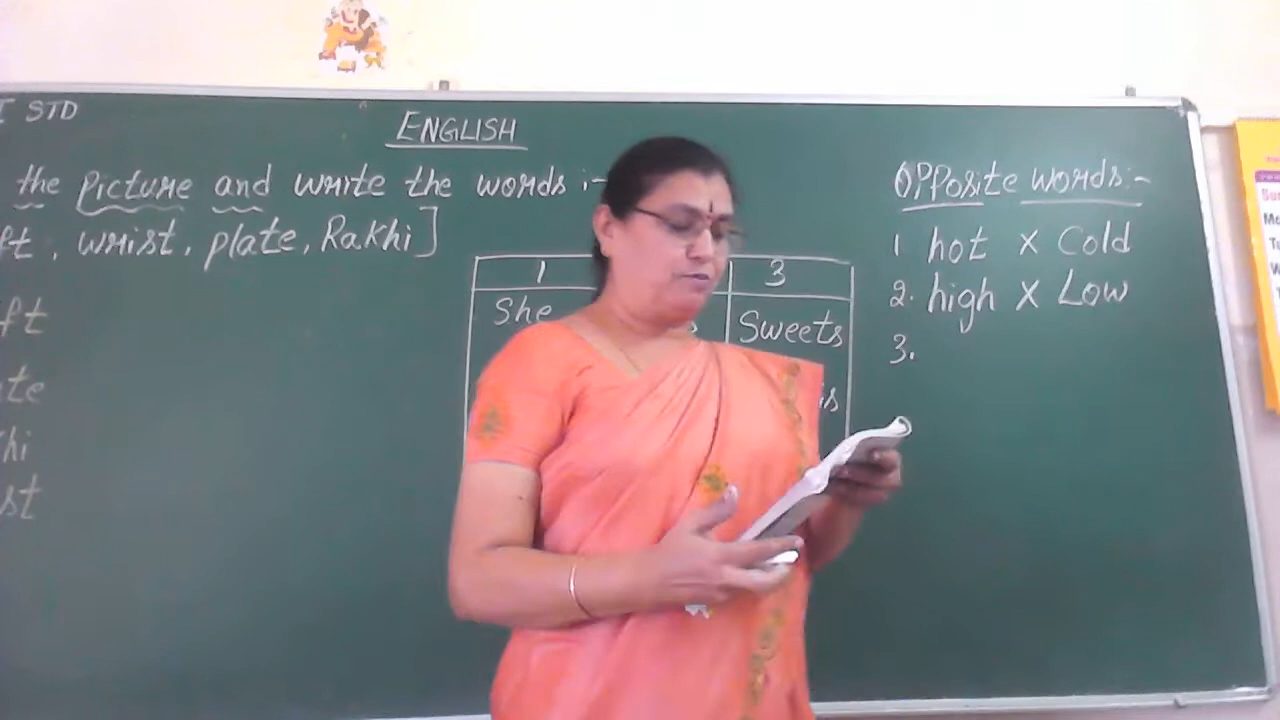 I STD
ENGLISH
the Picture and write the words :-
ft, wrist, plate, Rakhi]
ft
te
hi
st
1 3
She Sweets
is
Opposite words:-
1 hot X Cold
2. high X Low
3.